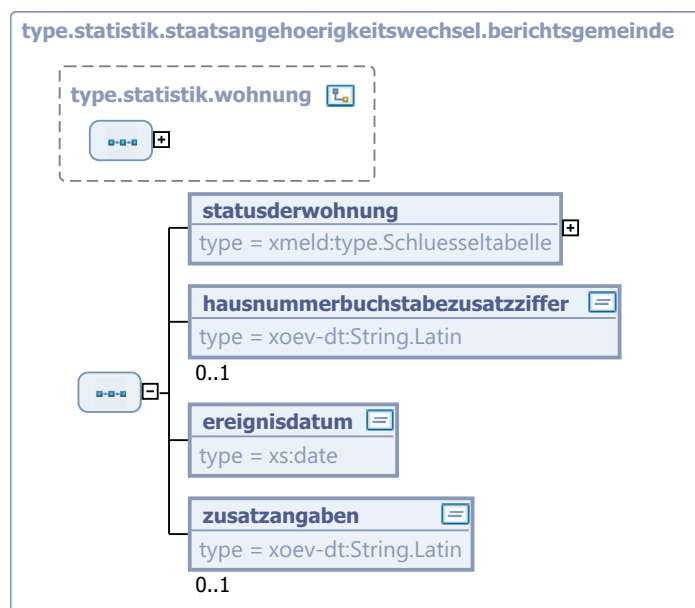 type.statistik.staatsangehoerigkeitswechsel.berichtsgemeinde
type.statistik.wohnung
statusderwohnung
type = xmeld:type.Schluesseltabelle
hausnummerbuchstabezusatzziffer
type = xoev-dt:String.Latin
0..1
ereignisdatum
type = xs:date
zusatzangaben
type = xoev-dt:String.Latin
0..1